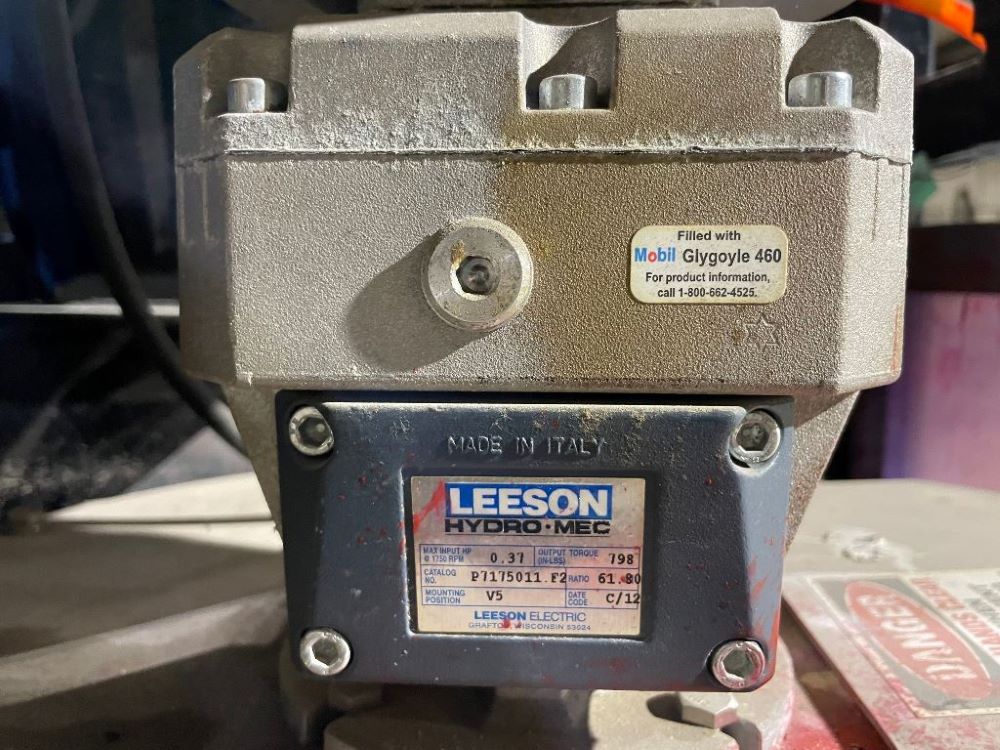 Filled with
Mobil Glygoyle 460
For product information,
call 1-800-662-4525.
MADE IN ITALY
LEESON
HYDRO·MEC
MAX INPUT HP @ 1750 RPM 0.37 OUTPUT TORQUE (IN-LBS) 798
CATALOG NO. P7175011.F2 RATIO 61.80
MOUNTING POSITION V5 DATE CODE C/12
LEESON ELECTRIC
GRAFTON, WISCONSIN 53024
DANGER